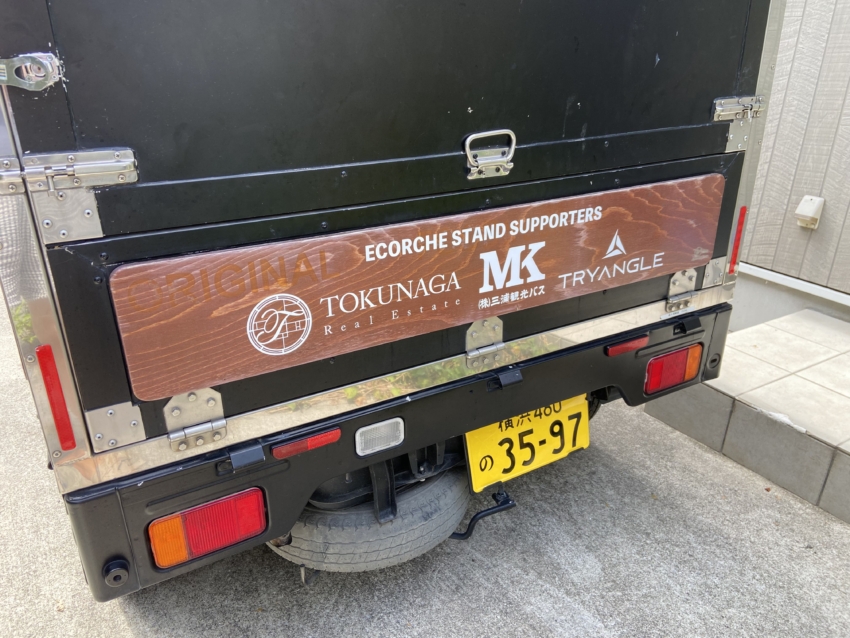 ECORCHE STAND SUPPORTERS
ORIGINAL
TOKUNAGA
Real Estate
MK
(株)三浦観光バス
TRYANGLE
横浜480
の 35-97